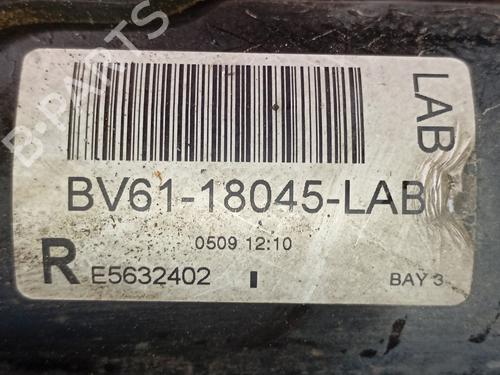 B-PARTS
LAB
BV61-18045-LAB
0509 12:10
R E5632402
BAY 3